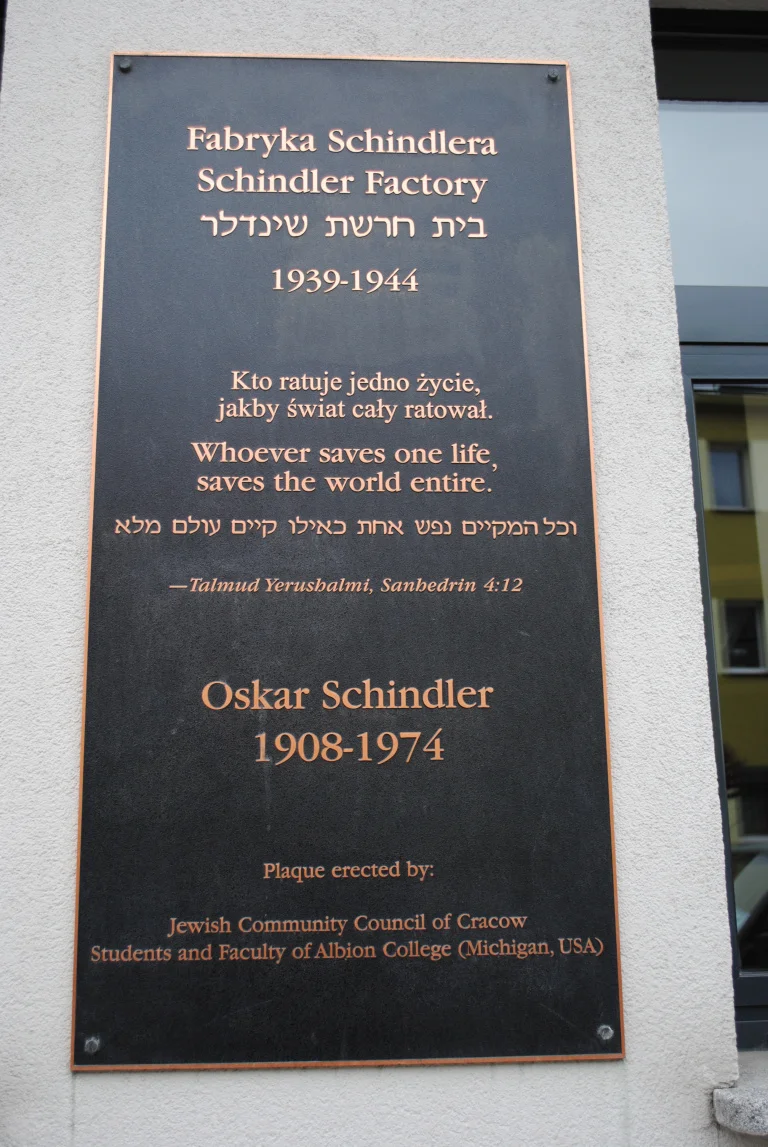 Fabryka Schindlera
Schindler Factory
בית חרשת שינדלר
1939-1944
Kto ratuje jedno życie,
jakby świat cały ratował.
Whoever saves one life,
saves the world entire.
וכל המקיים נפש אחת כאילו קיים עולם מלא
—Talmud Yerushalmi, Sanhedrin 4:12
Oskar Schindler
1908-1974
Plaque erected by:
Jewish Community Council of Cracow
Students and Faculty of Albion College (Michigan, USA)